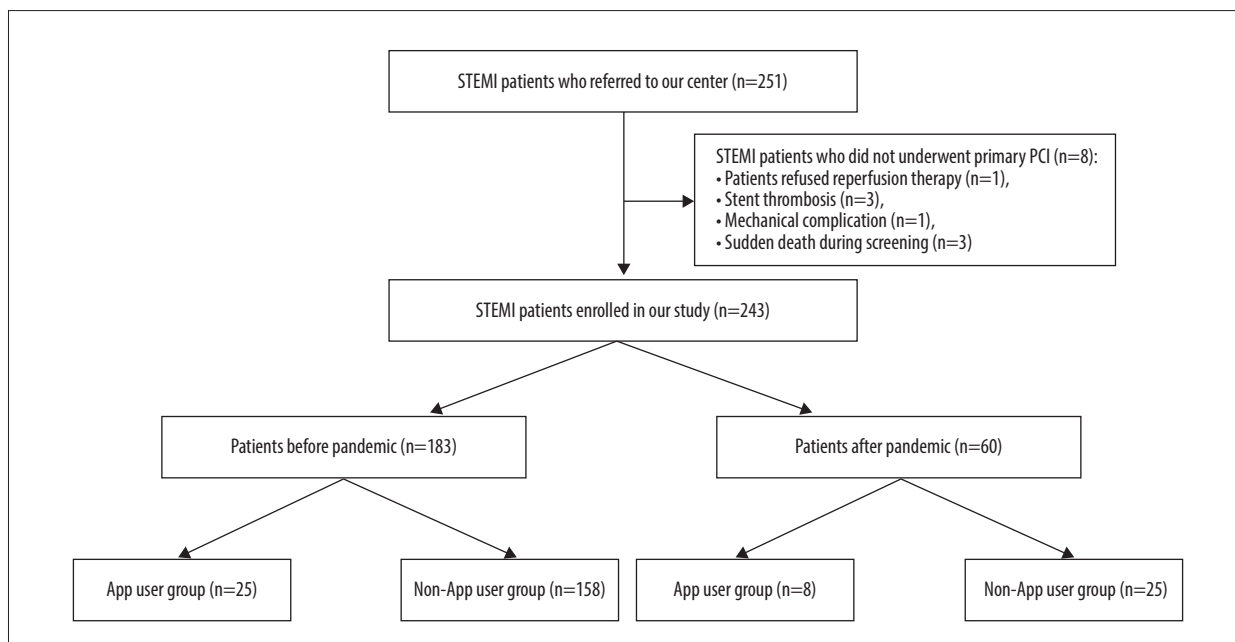 STEMI patients who referred to our center (n=251)
STEMI patients who did not underwent primary PCI (n=8):
• Patients refused reperfusion therapy (n=1),
• Stent thrombosis (n=3),
• Mechanical complication (n=1),
• Sudden death during screening (n=3)
STEMI patients enrolled in our study (n=243)
Patients before pandemic (n=183)
Patients after pandemic (n=60)
App user group (n=25)
Non-App user group (n=158)
App user group (n=8)
Non-App user group (n=25)